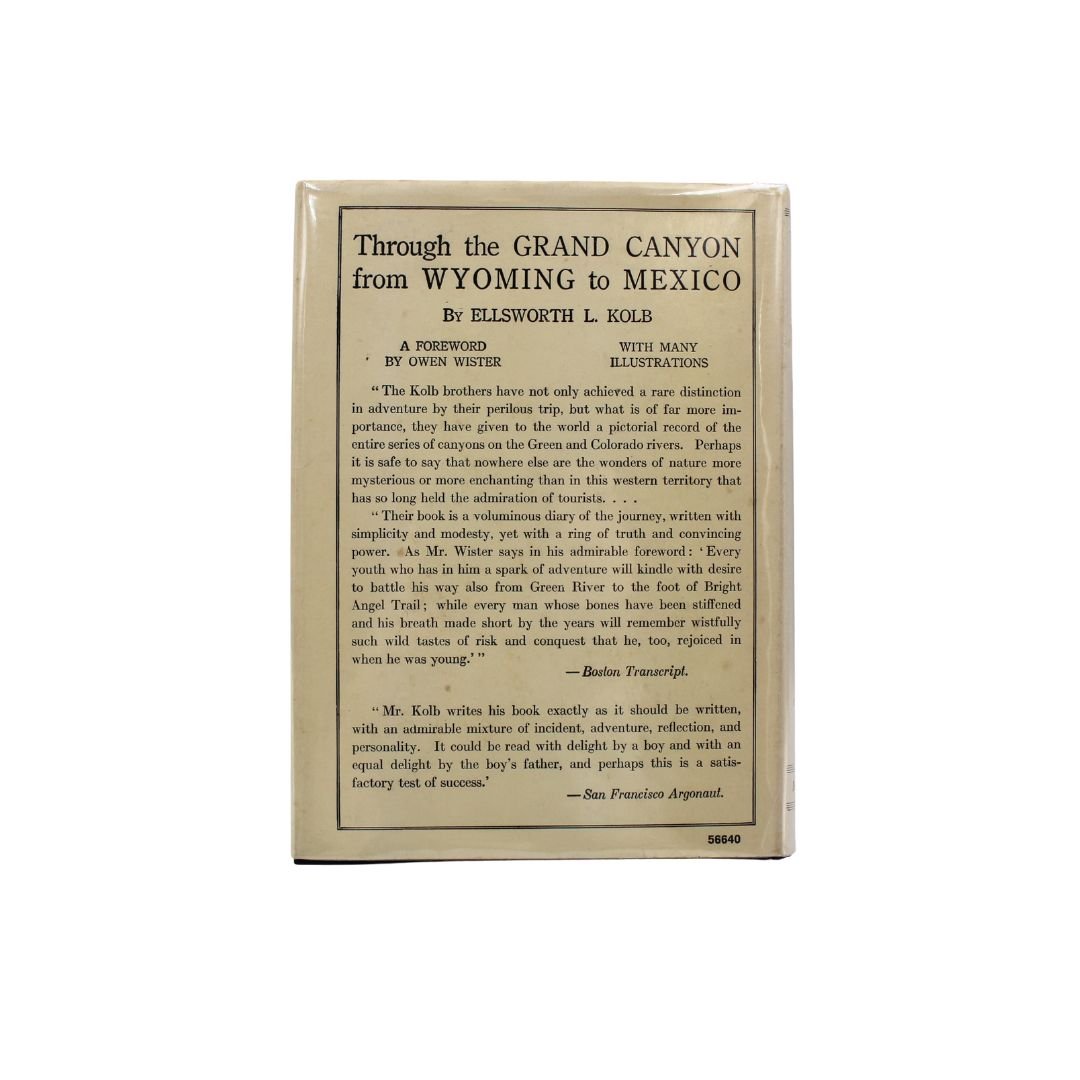 Through the GRAND CANYON
from WYOMING to MEXICO
By ELLSWORTH L. KOLB
A FOREWORD
BY OWEN WISTER
WITH MANY
ILLUSTRATIONS
“The Kolb brothers have not only achieved a rare distinction
in adventure by their perilous trip, but what is of far more im-
portance, they have given to the world a pictorial record of the
entire series of canyons on the Green and Colorado rivers. Perhaps
it is safe to say that nowhere else are the wonders of nature more
mysterious or more enchanting than in this western territory that
has so long held the admiration of tourists. . . .
“Their book is a voluminous diary of the journey, written with
simplicity and modesty, yet with a ring of truth and convincing
power. As Mr. Wister says in his admirable foreword: ‘Every
youth who has in him a spark of adventure will kindle with desire
to battle his way also from Green River to the foot of Bright
Angel Trail; while every man whose bones have been stiffened
and his breath made short by the years will remember wistfully
such wild tastes of risk and conquest that he, too, rejoiced in
when he was young.’”
—Boston Transcript.
“Mr. Kolb writes his book exactly as it should be written,
with an admirable mixture of incident, adventure, reflection, and
personality. It could be read with delight by a boy and with an
equal delight by the boy's father, and perhaps this is a satis-
factory test of success.’
—San Francisco Argonaut.
56640